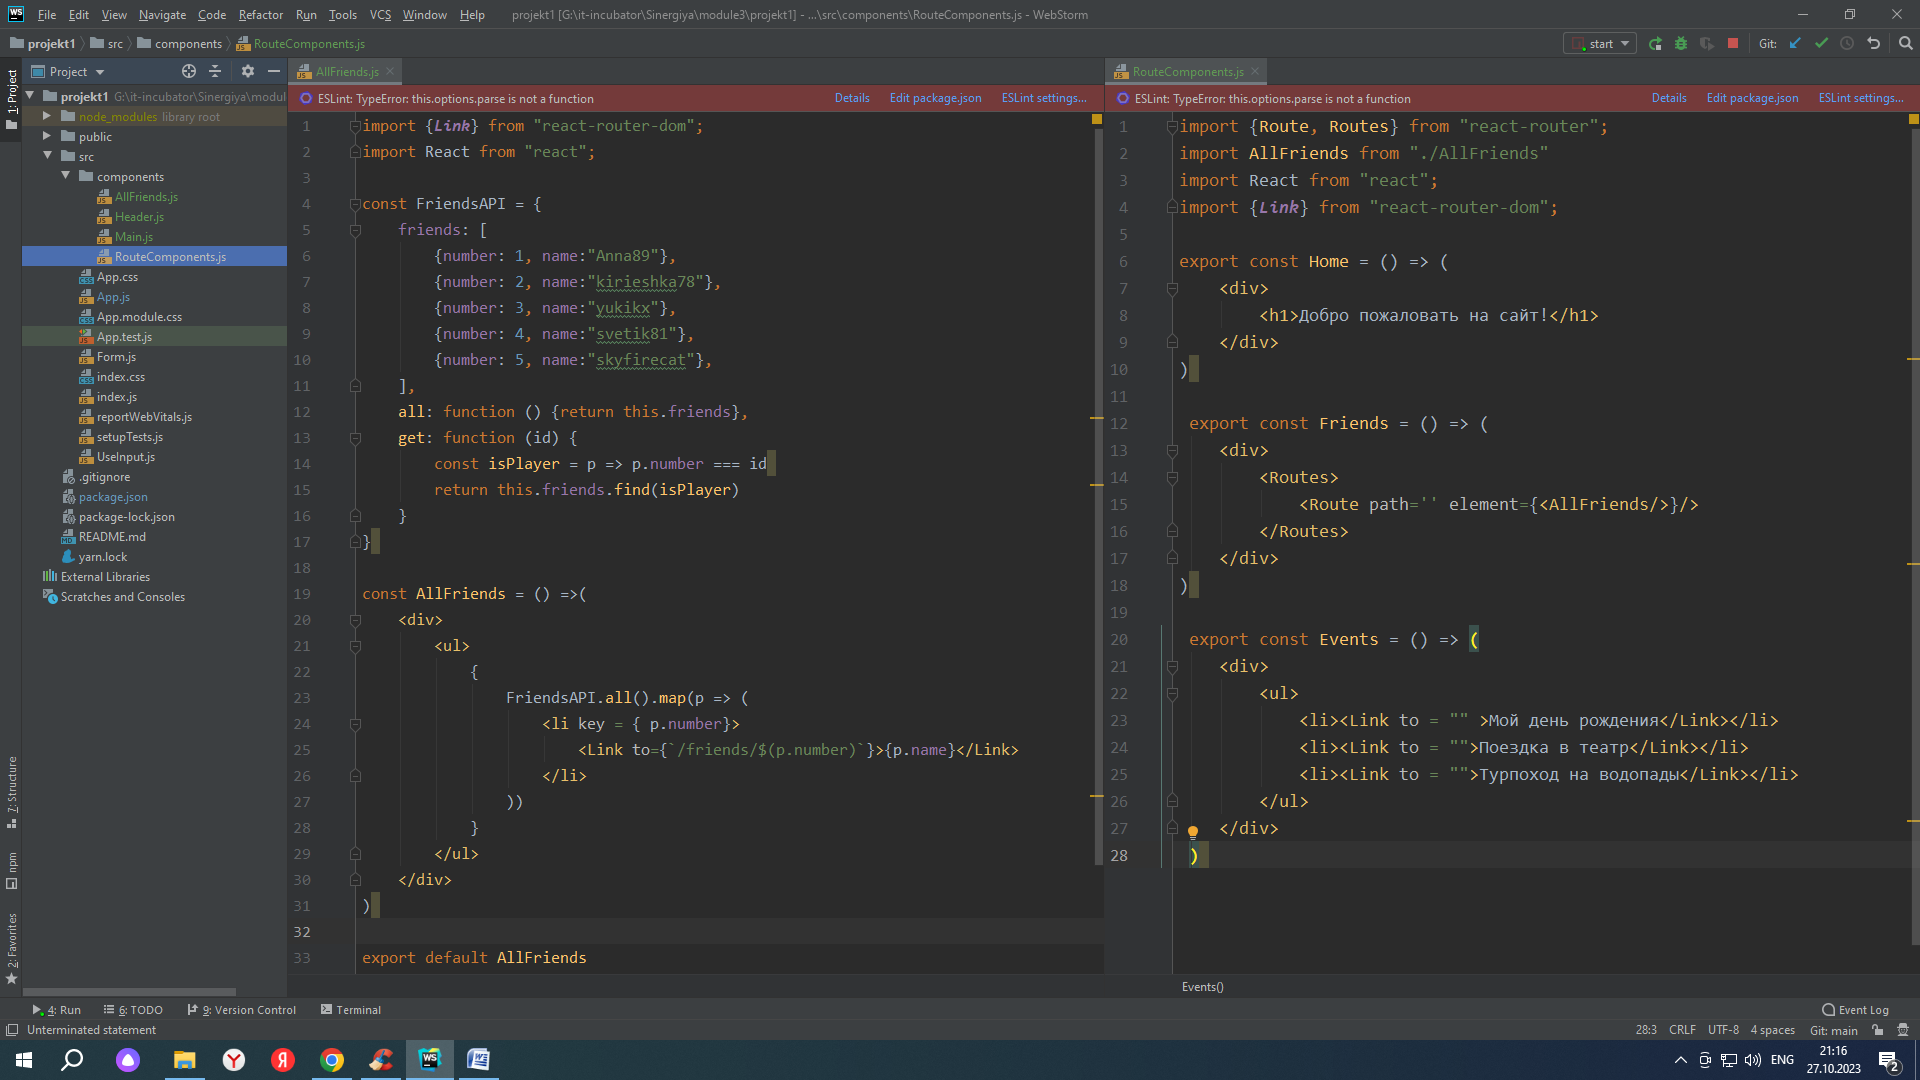 File Edit View Navigate Code Refactor Run Tools VCS Window Help projekt1 [G:\it-incubator\Sinergiya\module3\projekt1] - ...\src\components\RouteComponents.js - WebStorm
projekt1 src components RouteComponents.js start Git:
Project
AllFriends.js
RouteComponents.js
1: Project
projekt1 G:\it-incubator\Sinergiya\modul
node_modules library root
public
src
components
AllFriends.js
Header.js
Main.js
RouteComponents.js
App.css
App.js
App.module.css
App.test.js
Form.js
index.css
index.js
reportWebVitals.js
setupTests.js
UseInput.js
.gitignore
package.json
package-lock.json
README.md
yarn.lock
External Libraries
Scratches and Consoles
7: Structure
npm
2: Favorites
ESLint: TypeError: this.options.parse is not a function Details Edit package.json ESLint settings...
1 import {Link} from "react-router-dom";
2 import React from "react";
3
4 const FriendsAPI = {
5 friends: [
6 {number: 1, name:"Anna89"},
7 {number: 2, name:"kirieshka78"},
8 {number: 3, name:"yukikx"},
9 {number: 4, name:"svetik81"},
10 {number: 5, name:"skyfirecat"},
11 ],
12 all: function () {return this.friends},
13 get: function (id) {
14 const isPlayer = p => p.number === id
15 return this.friends.find(isPlayer)
16 }
17 }
18
19 const AllFriends = () =>(
20 <div>
21 <ul>
22 {
23 FriendsAPI.all().map(p => (
24 <li key = { p.number}>
25 <Link to={`/friends/$(p.number)`}>{p.name}</Link>
26 </li>
27 ))
28 }
29 </ul>
30 </div>
31 )
32
33 export default AllFriends
ESLint: TypeError: this.options.parse is not a function Details Edit package.json ESLint settings...
1 import {Route, Routes} from "react-router";
2 import AllFriends from "./AllFriends"
3 import React from "react";
4 import {Link} from "react-router-dom";
5
6 export const Home = () => (
7 <div>
8 <h1>Добро пожаловать на сайт!</h1>
9 </div>
10 )
11
12 export const Friends = () => (
13 <div>
14 <Routes>
15 <Route path='' element={<AllFriends/>}/>
16 </Routes>
17 </div>
18 )
19
20 export const Events = () => (
21 <div>
22 <ul>
23 <li><Link to = "" >Мой день рождения</Link></li>
24 <li><Link to = "">Поездка в театр</Link></li>
25 <li><Link to = "">Турпоход на водопады</Link></li>
26 </ul>
27 </div>
28 )
Events()
4: Run 6: TODO 9: Version Control Terminal Event Log
Unterminated statement 28:3 CRLF UTF-8 4 spaces Git: main
Y Я WS ENG 21:16
27.10.2023 2